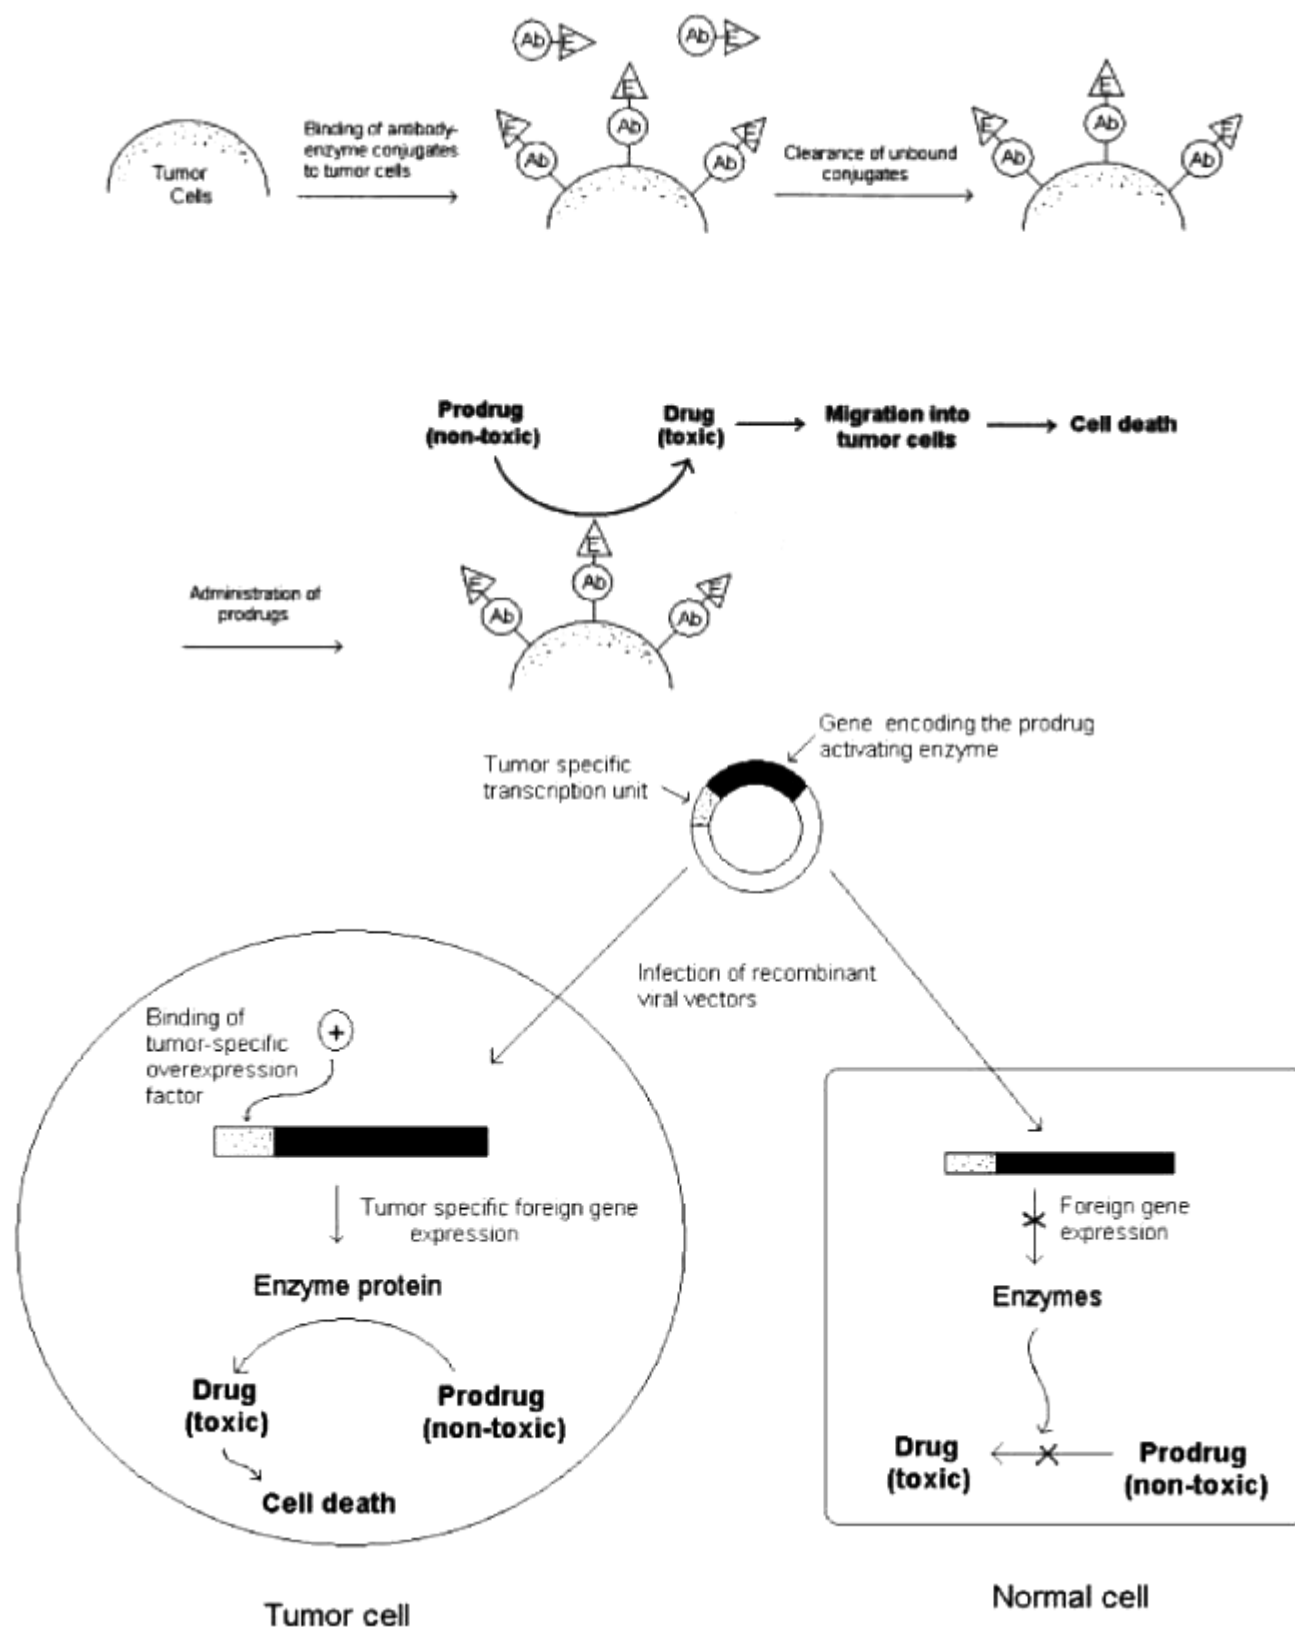 Ab E
Ab E
E
E
E
Ab
Ab
Ab
Tumor
Cells
Binding of antibody-
enzyme conjugates
to tumor cells
Clearance of unbound
conjugates
E
E
E
Ab
Ab
Ab
Prodrug
(non-toxic)
Drug
(toxic)
Migration into
tumor cells
Cell death
Administration of
prodrugs
E
E
E
Ab
Ab
Ab
Gene encoding the prodrug
activating enzyme
Tumor specific
transcription unit
Infection of recombinant
viral vectors
Binding of
tumor-specific
overexpression
factor
+
Tumor specific foreign gene
expression
Enzyme protein
Drug
(toxic)
Prodrug
(non-toxic)
Cell death
Tumor cell
Foreign gene
expression
Enzymes
Drug
(toxic)
Prodrug
(non-toxic)
Normal cell